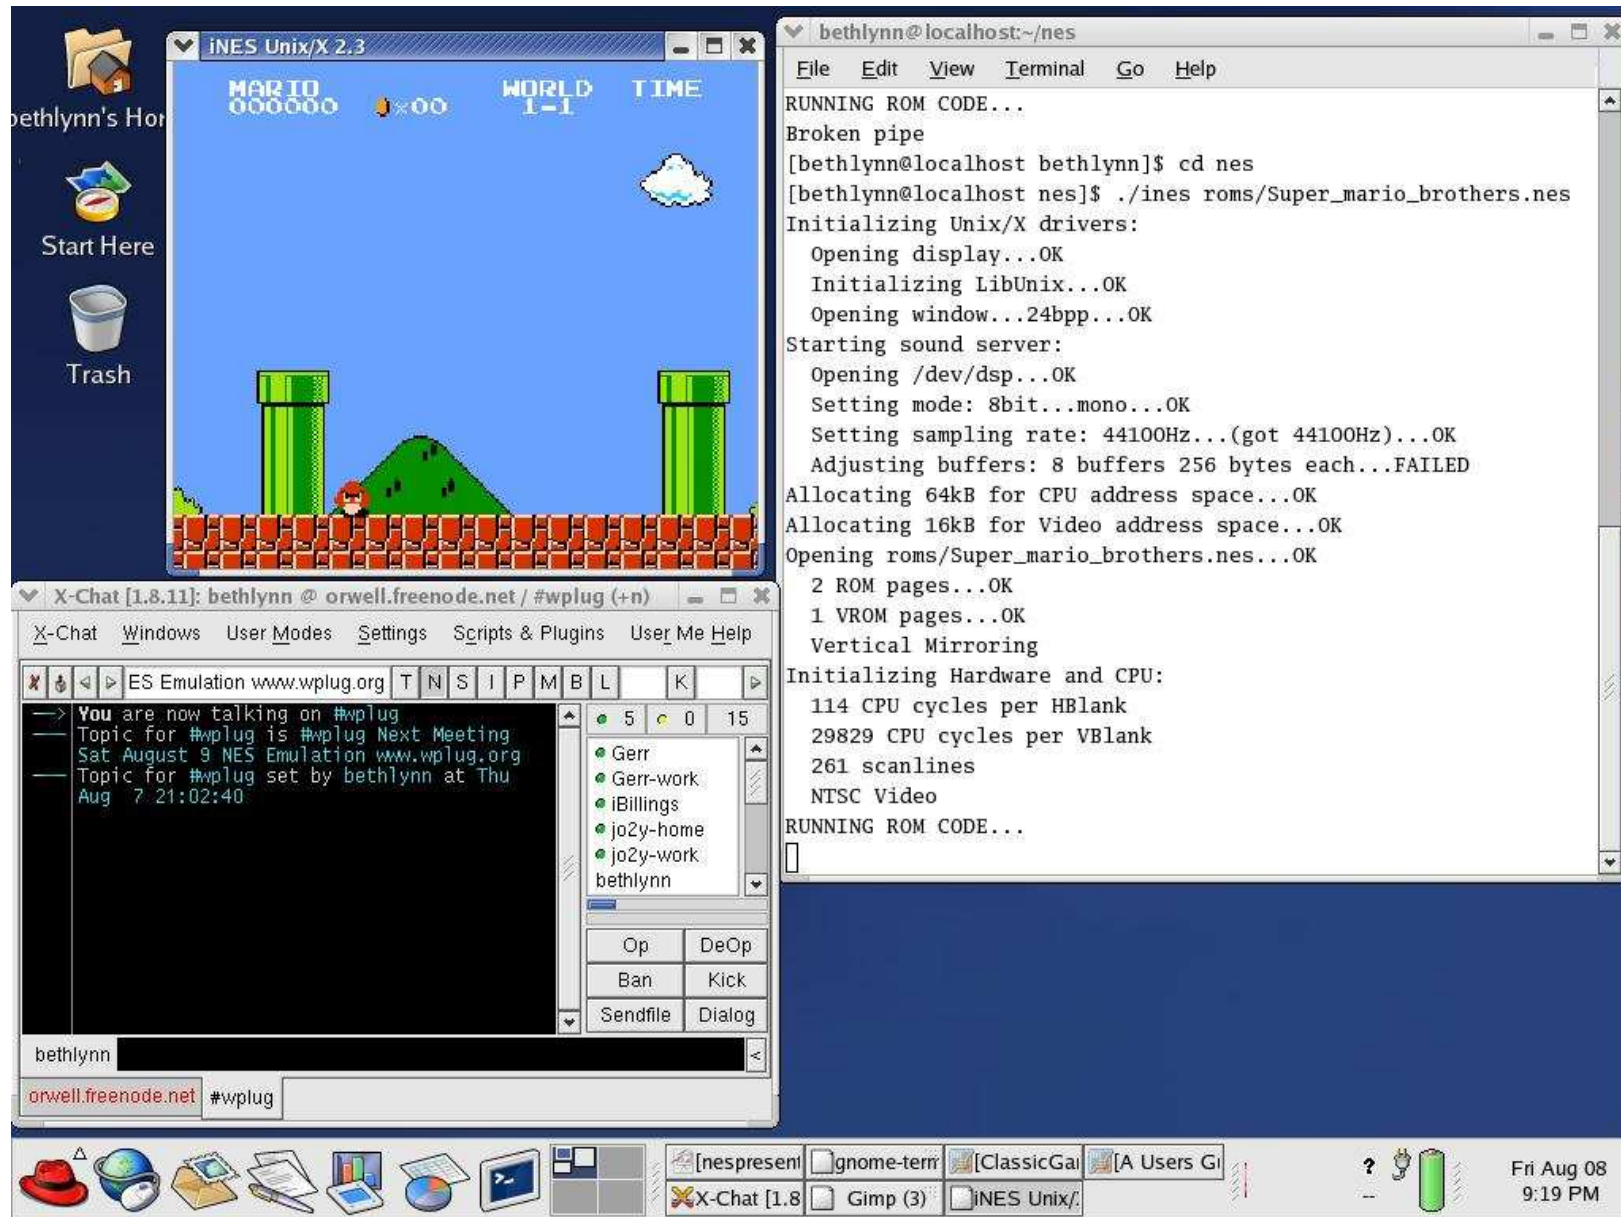 bethlynn's Hor
Start Here
Trash
iNES Unix/X 2.3
MARIO WORLD TIME
000000 ×00 1-1
bethlynn@localhost:~/nes
File Edit View Terminal Go Help
RUNNING ROM CODE...
Broken pipe
[bethlynn@localhost bethlynn]$ cd nes
[bethlynn@localhost nes]$ ./ines roms/Super_mario_brothers.nes
Initializing Unix/X drivers:
Opening display...OK
Initializing LibUnix...OK
Opening window...24bpp...OK
Starting sound server:
Opening /dev/dsp...OK
Setting mode: 8bit...mono...OK
Setting sampling rate: 44100Hz...(got 44100Hz)...OK
Adjusting buffers: 8 buffers 256 bytes each...FAILED
Allocating 64kB for CPU address space...OK
Allocating 16kB for Video address space...OK
Opening roms/Super_mario_brothers.nes...OK
2 ROM pages...OK
1 VROM pages...OK
Vertical Mirroring
Initializing Hardware and CPU:
114 CPU cycles per HBlank
29829 CPU cycles per VBlank
261 scanlines
NTSC Video
RUNNING ROM CODE...
X-Chat [1.8.11]: bethlynn @ orwell.freenode.net / #wplug (+n)
X-Chat Windows User Modes Settings Scripts & Plugins User Me Help
ES Emulation www.wplug.org T N S I P M B L K
You are now talking on #wplug
Topic for #wplug is #wplug Next Meeting
Sat August 9 NES Emulation www.wplug.org
Topic for #wplug set by bethlynn at Thu
Aug 7 21:02:40
5 0 15
Gerr
Gerr-work
iBillings
jo2y-home
jo2y-work
bethlynn
Op DeOp
Ban Kick
Sendfile Dialog
bethlynn <
orwell.freenode.net #wplug
[nespresent gnome-term [ClassicGa [A Users G
X-Chat [1.8 Gimp (3) iNES Unix/
? --
Fri Aug 08
9:19 PM